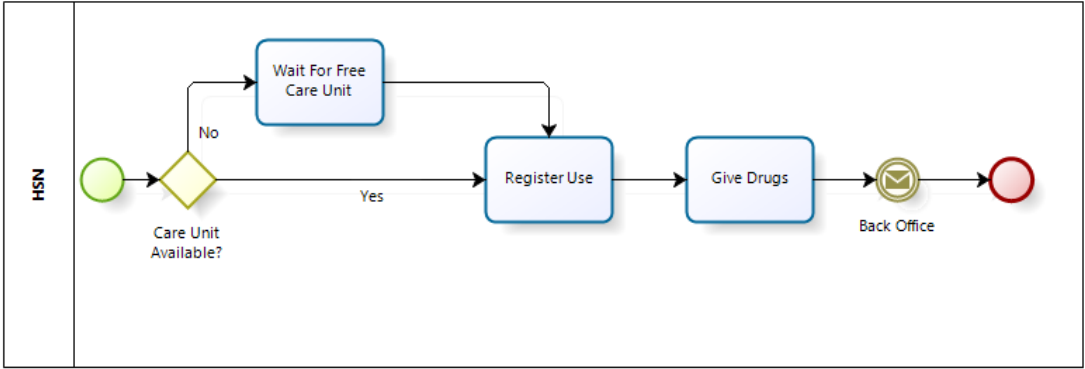 HSN
Wait For Free
Care Unit
No
Care Unit
Available?
Yes
Register Use
Give Drugs
Back Office